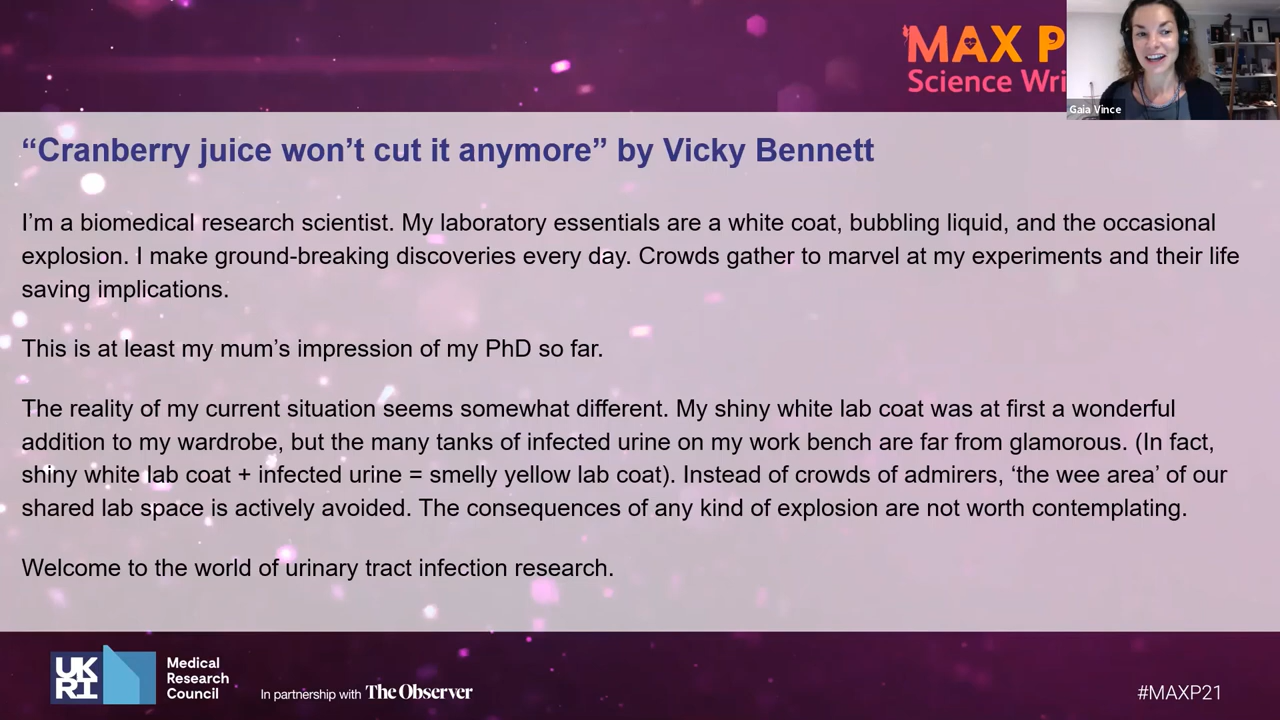 MAX P
Science Wri
Gaia Vince
“Cranberry juice won’t cut it anymore” by Vicky Bennett
I’m a biomedical research scientist. My laboratory essentials are a white coat, bubbling liquid, and the occasional
explosion. I make ground-breaking discoveries every day. Crowds gather to marvel at my experiments and their life
saving implications.
This is at least my mum’s impression of my PhD so far.
The reality of my current situation seems somewhat different. My shiny white lab coat was at first a wonderful
addition to my wardrobe, but the many tanks of infected urine on my work bench are far from glamorous. (In fact,
shiny white lab coat + infected urine = smelly yellow lab coat). Instead of crowds of admirers, ‘the wee area’ of our
shared lab space is actively avoided. The consequences of any kind of explosion are not worth contemplating.
Welcome to the world of urinary tract infection research.
UK
RI
Medical
Research
Council
In partnership with The Observer
#MAXP21